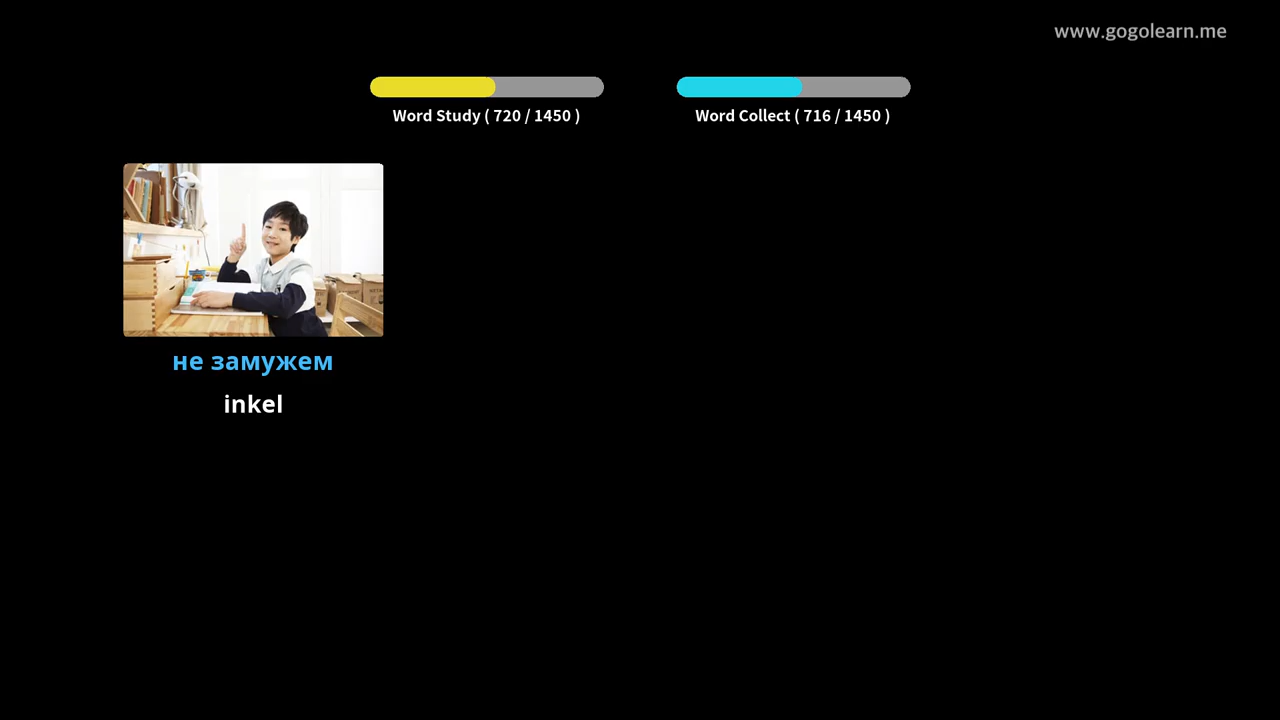 www.gogolearn.me
Word Study ( 720 / 1450 )
Word Collect ( 716 / 1450 )
не замужем
inkel